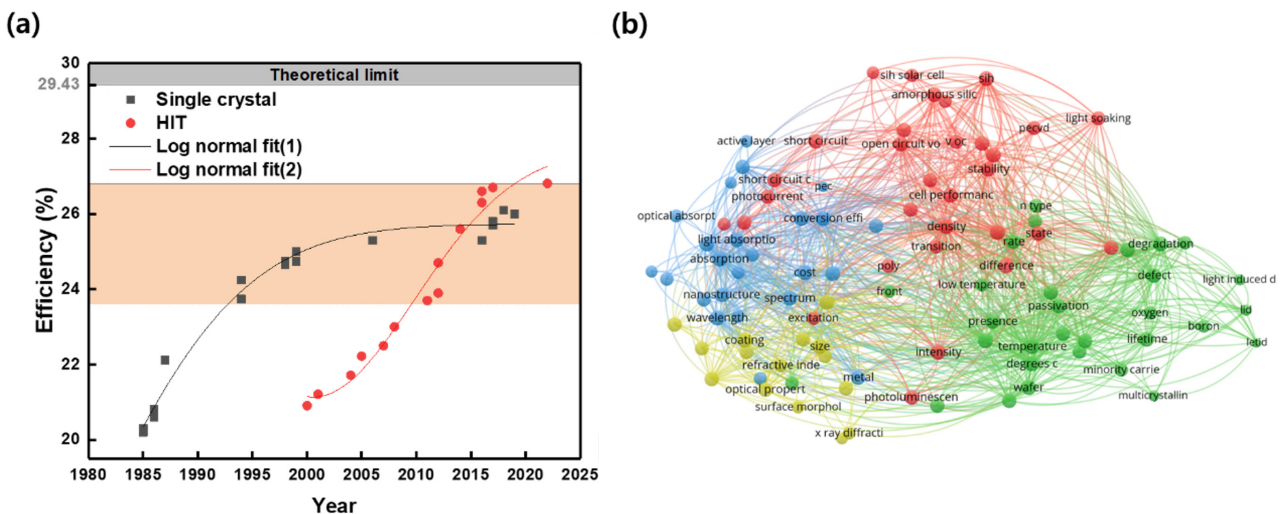 (a)
Efficiency (%)
30
29.43
28
26
24
22
20
Theoretical limit
Single crystal
HIT
Log normal fit(1)
Log normal fit(2)
1980 1985 1990 1995 2000 2005 2010 2015 2020 2025
Year
(b)
sih solar cell
sih
amorphous silic
light soaking
pecvd
active layer
short circuit
open circuit vo
v oc
stability
short circuit c
pec
photocurrent
cell performanc
n type
optical absorpt
conversion effi
density
state
light absorptio
rate
transition
degradation
absorption
cost
poly
difference
defect
light induced d
low temperature
front
nanostructure
spectrum
passivation
oxygen
lid
wavelength
excitation
presence
boron
coating
size
temperature
lifetime
letid
intensity
refractive inde
degrees c
minority carrie
optical propert
metal
wafer
photoluminescen
multicrystallin
surface morphol
x ray diffracti